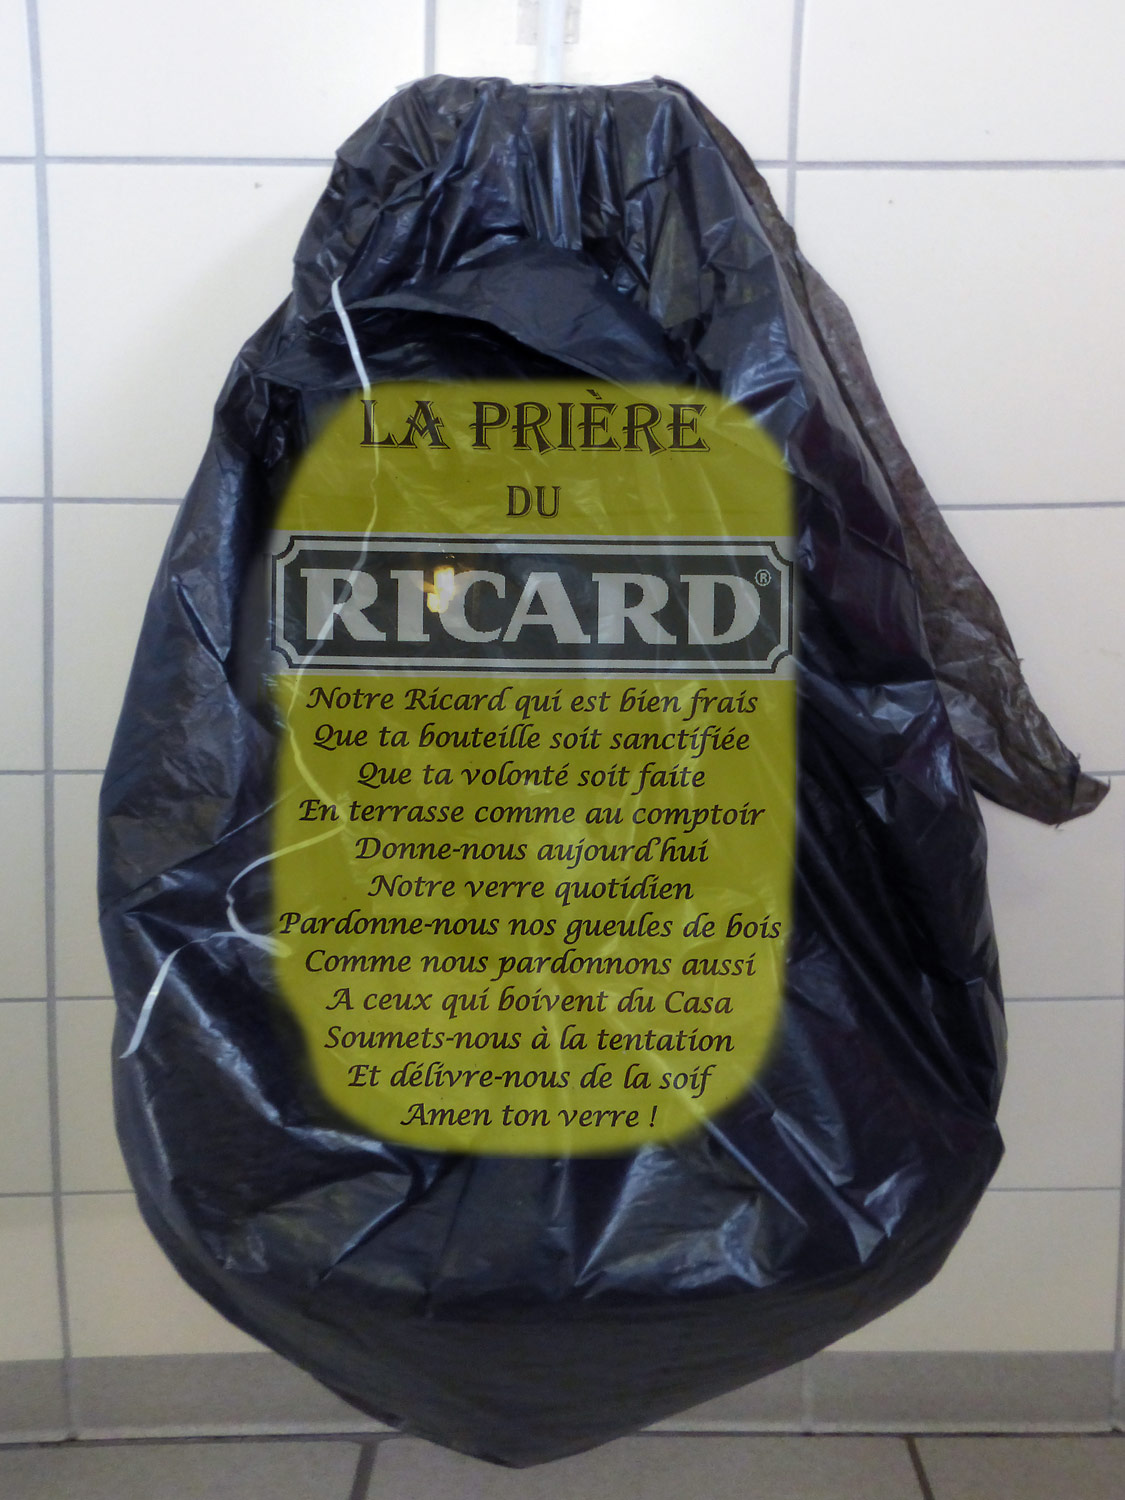 LA PRIÈRE
DU
RICARD®
Notre Ricard qui est bien frais
Que ta bouteille soit sanctifiée
Que ta volonté soit faite
En terrasse comme au comptoir
Donne-nous aujourd'hui
Notre verre quotidien
Pardonne-nous nos gueules de bois
Comme nous pardonnons aussi
A ceux qui boivent du Casa
Soumets-nous à la tentation
Et délivre-nous de la soif
Amen ton verre !